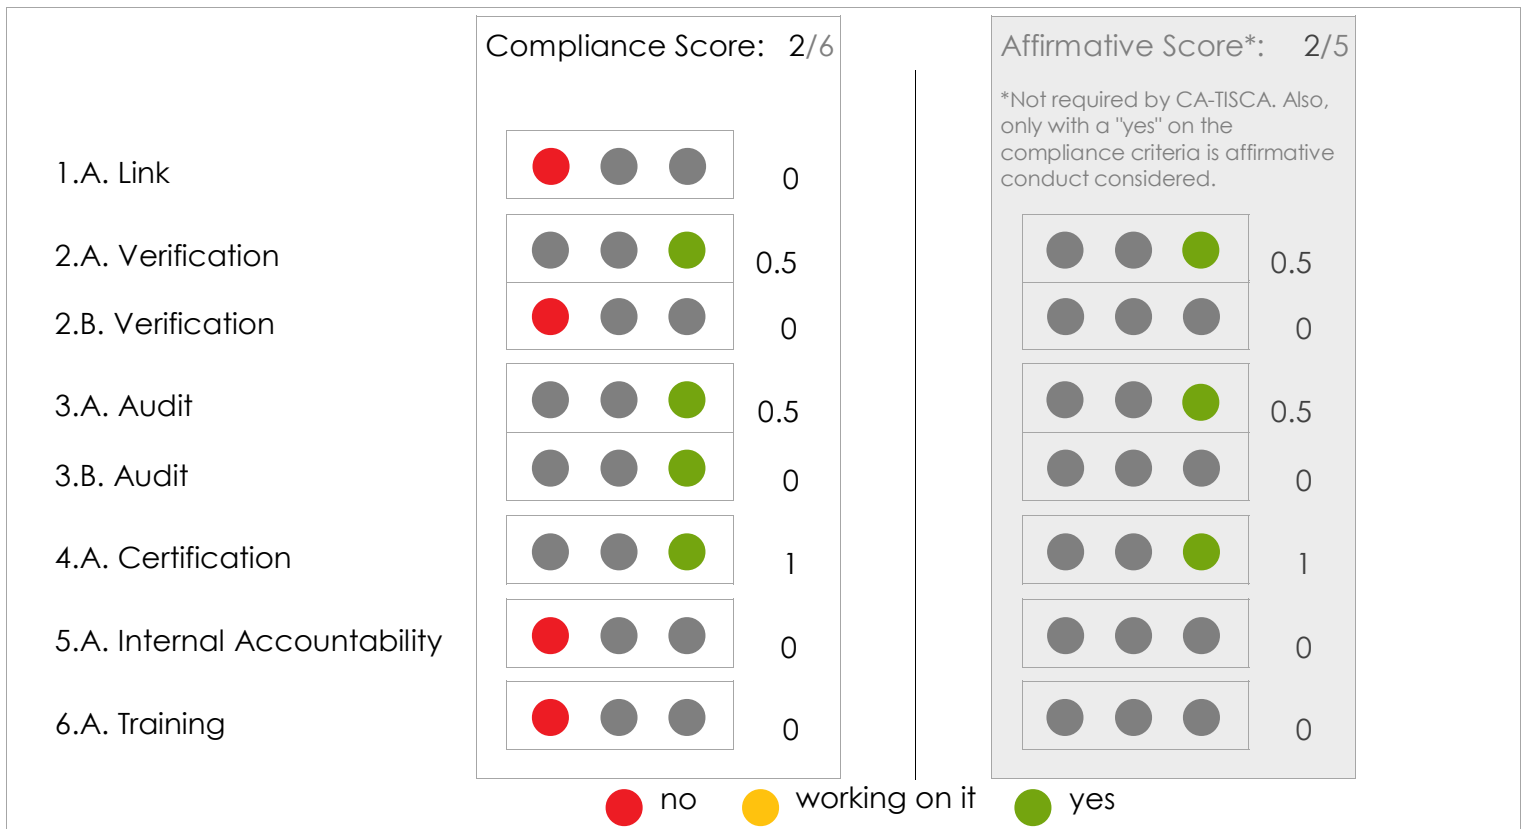 Compliance Score: 2/6
Affirmative Score*: 2/5
*Not required by CA-TISCA. Also,
only with a "yes" on the
compliance criteria is affirmative
conduct considered.
1.A. Link 0
2.A. Verification 0.5 0.5
2.B. Verification 0 0
3.A. Audit 0.5 0.5
3.B. Audit 0 0
4.A. Certification 1 1
5.A. Internal Accountability 0 0
6.A. Training 0 0
no working on it yes